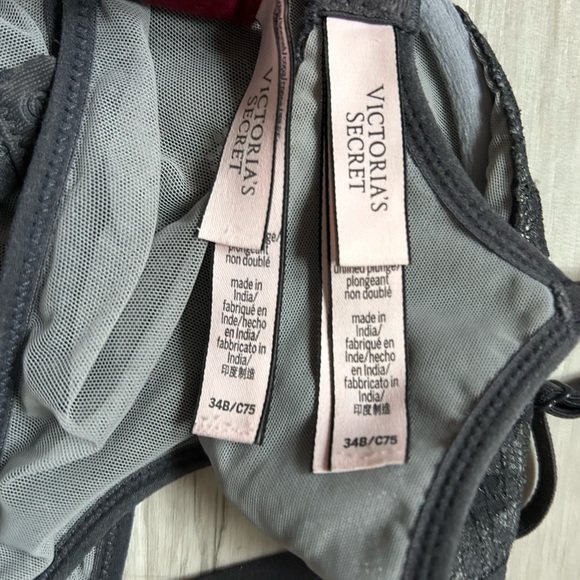 VICTORIA'S
SECRET
ge/
plongeant
non doublé
made in
India/
fabriqué en
Inde/hecho
en India/
fabbricato in
India/
印度制造
34B/C75
VICTORIA'S
SECRET
unlined plunge/
plongeant
non doublé
made in
India/
fabriqué en
Inde/hecho
en India/
fabbricato in
India/
印度制造
34B/C75